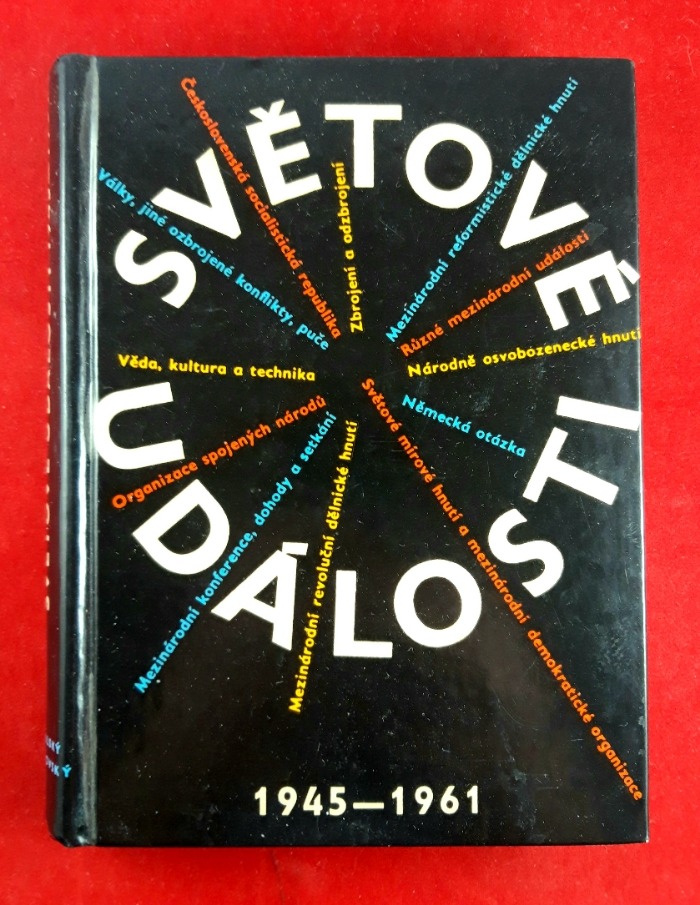 SVĚTOVÉ
UDÁLOSTI
Československá socialistická republika
Zbrojení a odzbrojení
Mezinárodní reformistické dělnické hnutí
Různé mezinárodní události
Národně osvobozenecké hnutí
Německá otázka
Světové mírové hnutí a mezinárodní demokratické organizace
Mezinárodní revoluční dělnické hnutí
Mezinárodní konference, dohody a setkání
Organizace spojených národů
Věda, kultura a technika
Války, jiné ozbrojené konflikty, puče
1945—1961